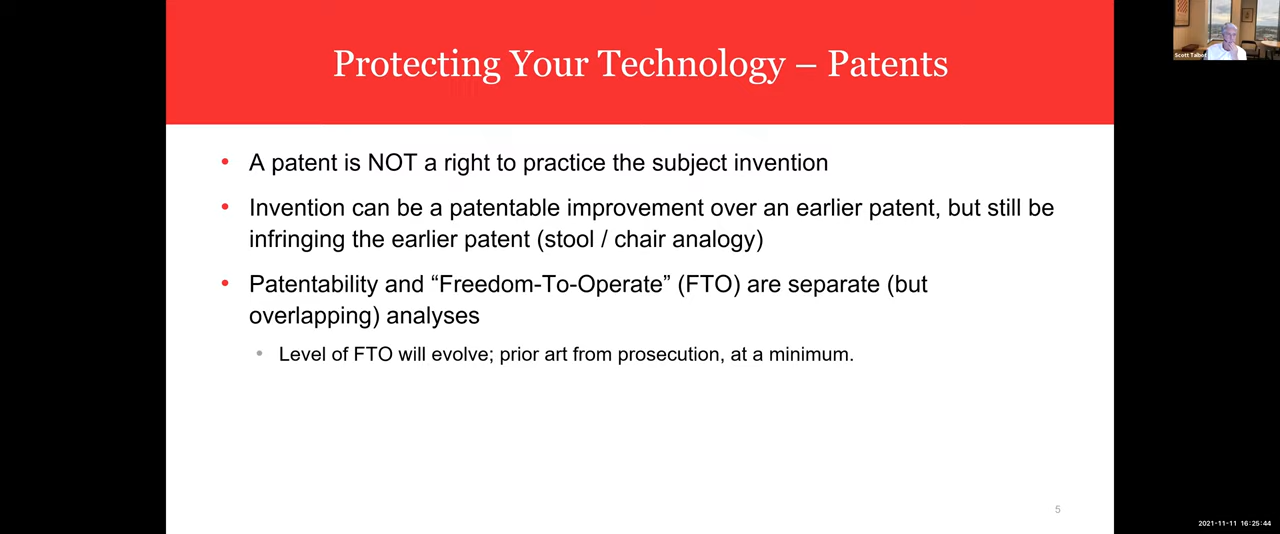 Protecting Your Technology – Patents
Scott Talbot
• A patent is NOT a right to practice the subject invention
• Invention can be a patentable improvement over an earlier patent, but still be
infringing the earlier patent (stool / chair analogy)
• Patentability and “Freedom-To-Operate” (FTO) are separate (but
overlapping) analyses
• Level of FTO will evolve; prior art from prosecution, at a minimum.
5
2021-11-11 16:25:44